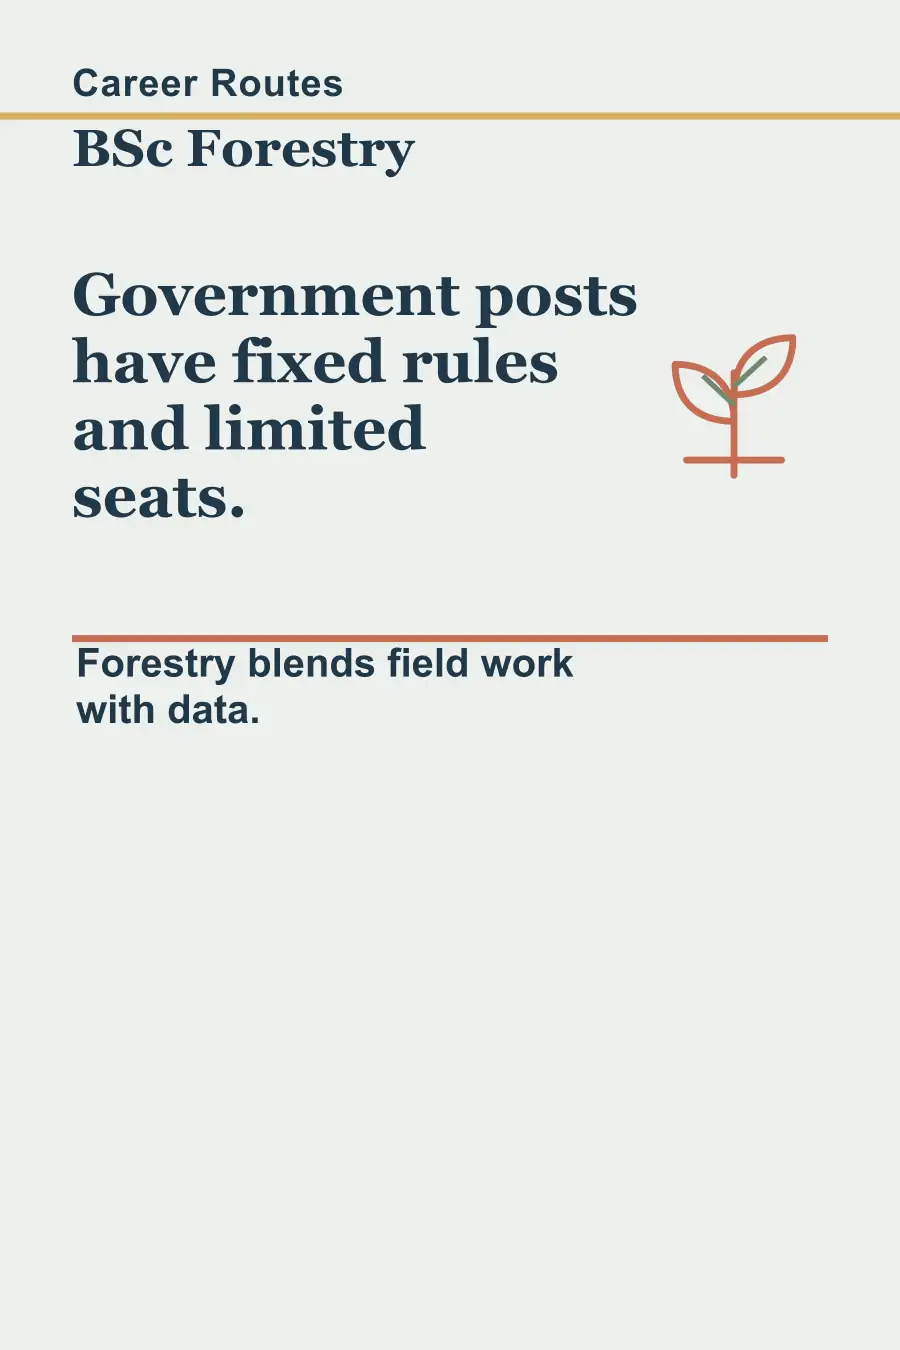 Career Routes
BSc Forestry
Government posts
have fixed rules
and limited
seats.
Forestry blends field work
with data.